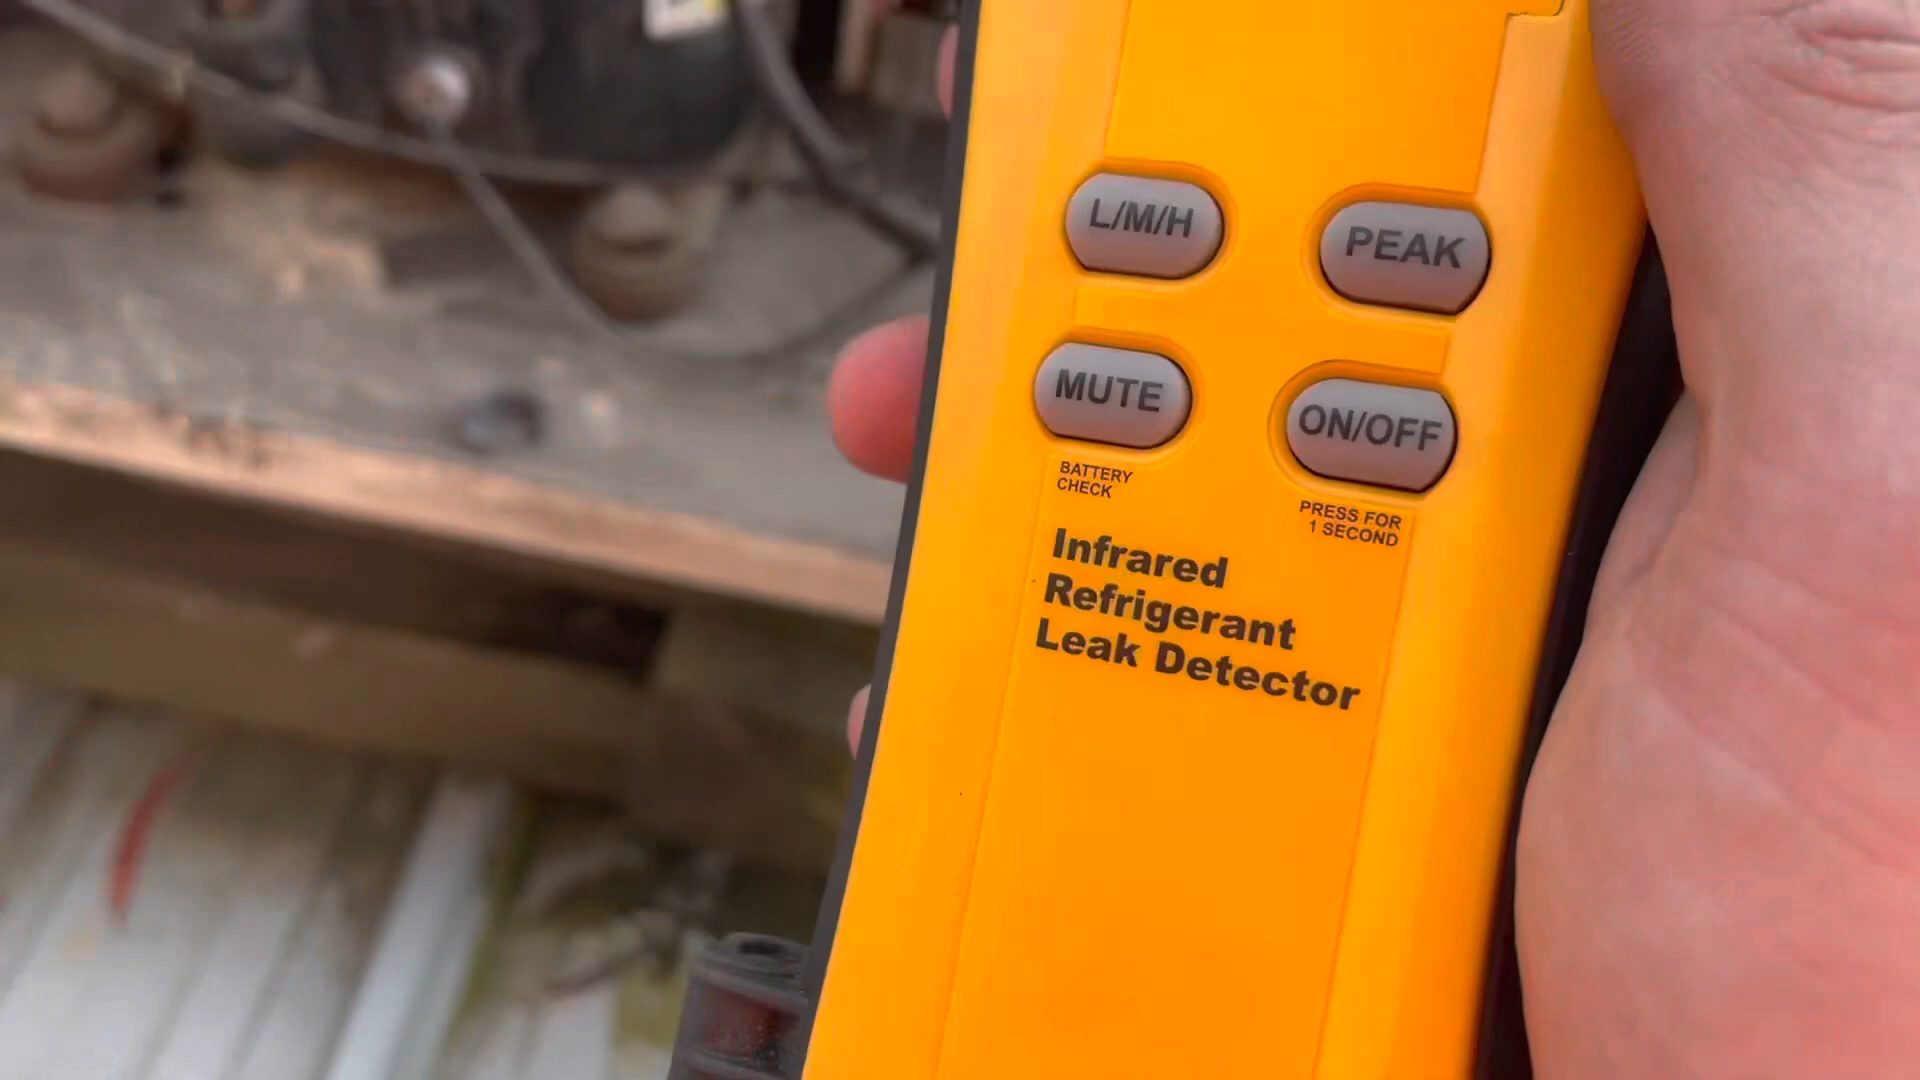 L/M/H
PEAK
MUTE
ON/OFF
BATTERY
CHECK
PRESS FOR
1 SECOND
Infrared
Refrigerant
Leak Detector